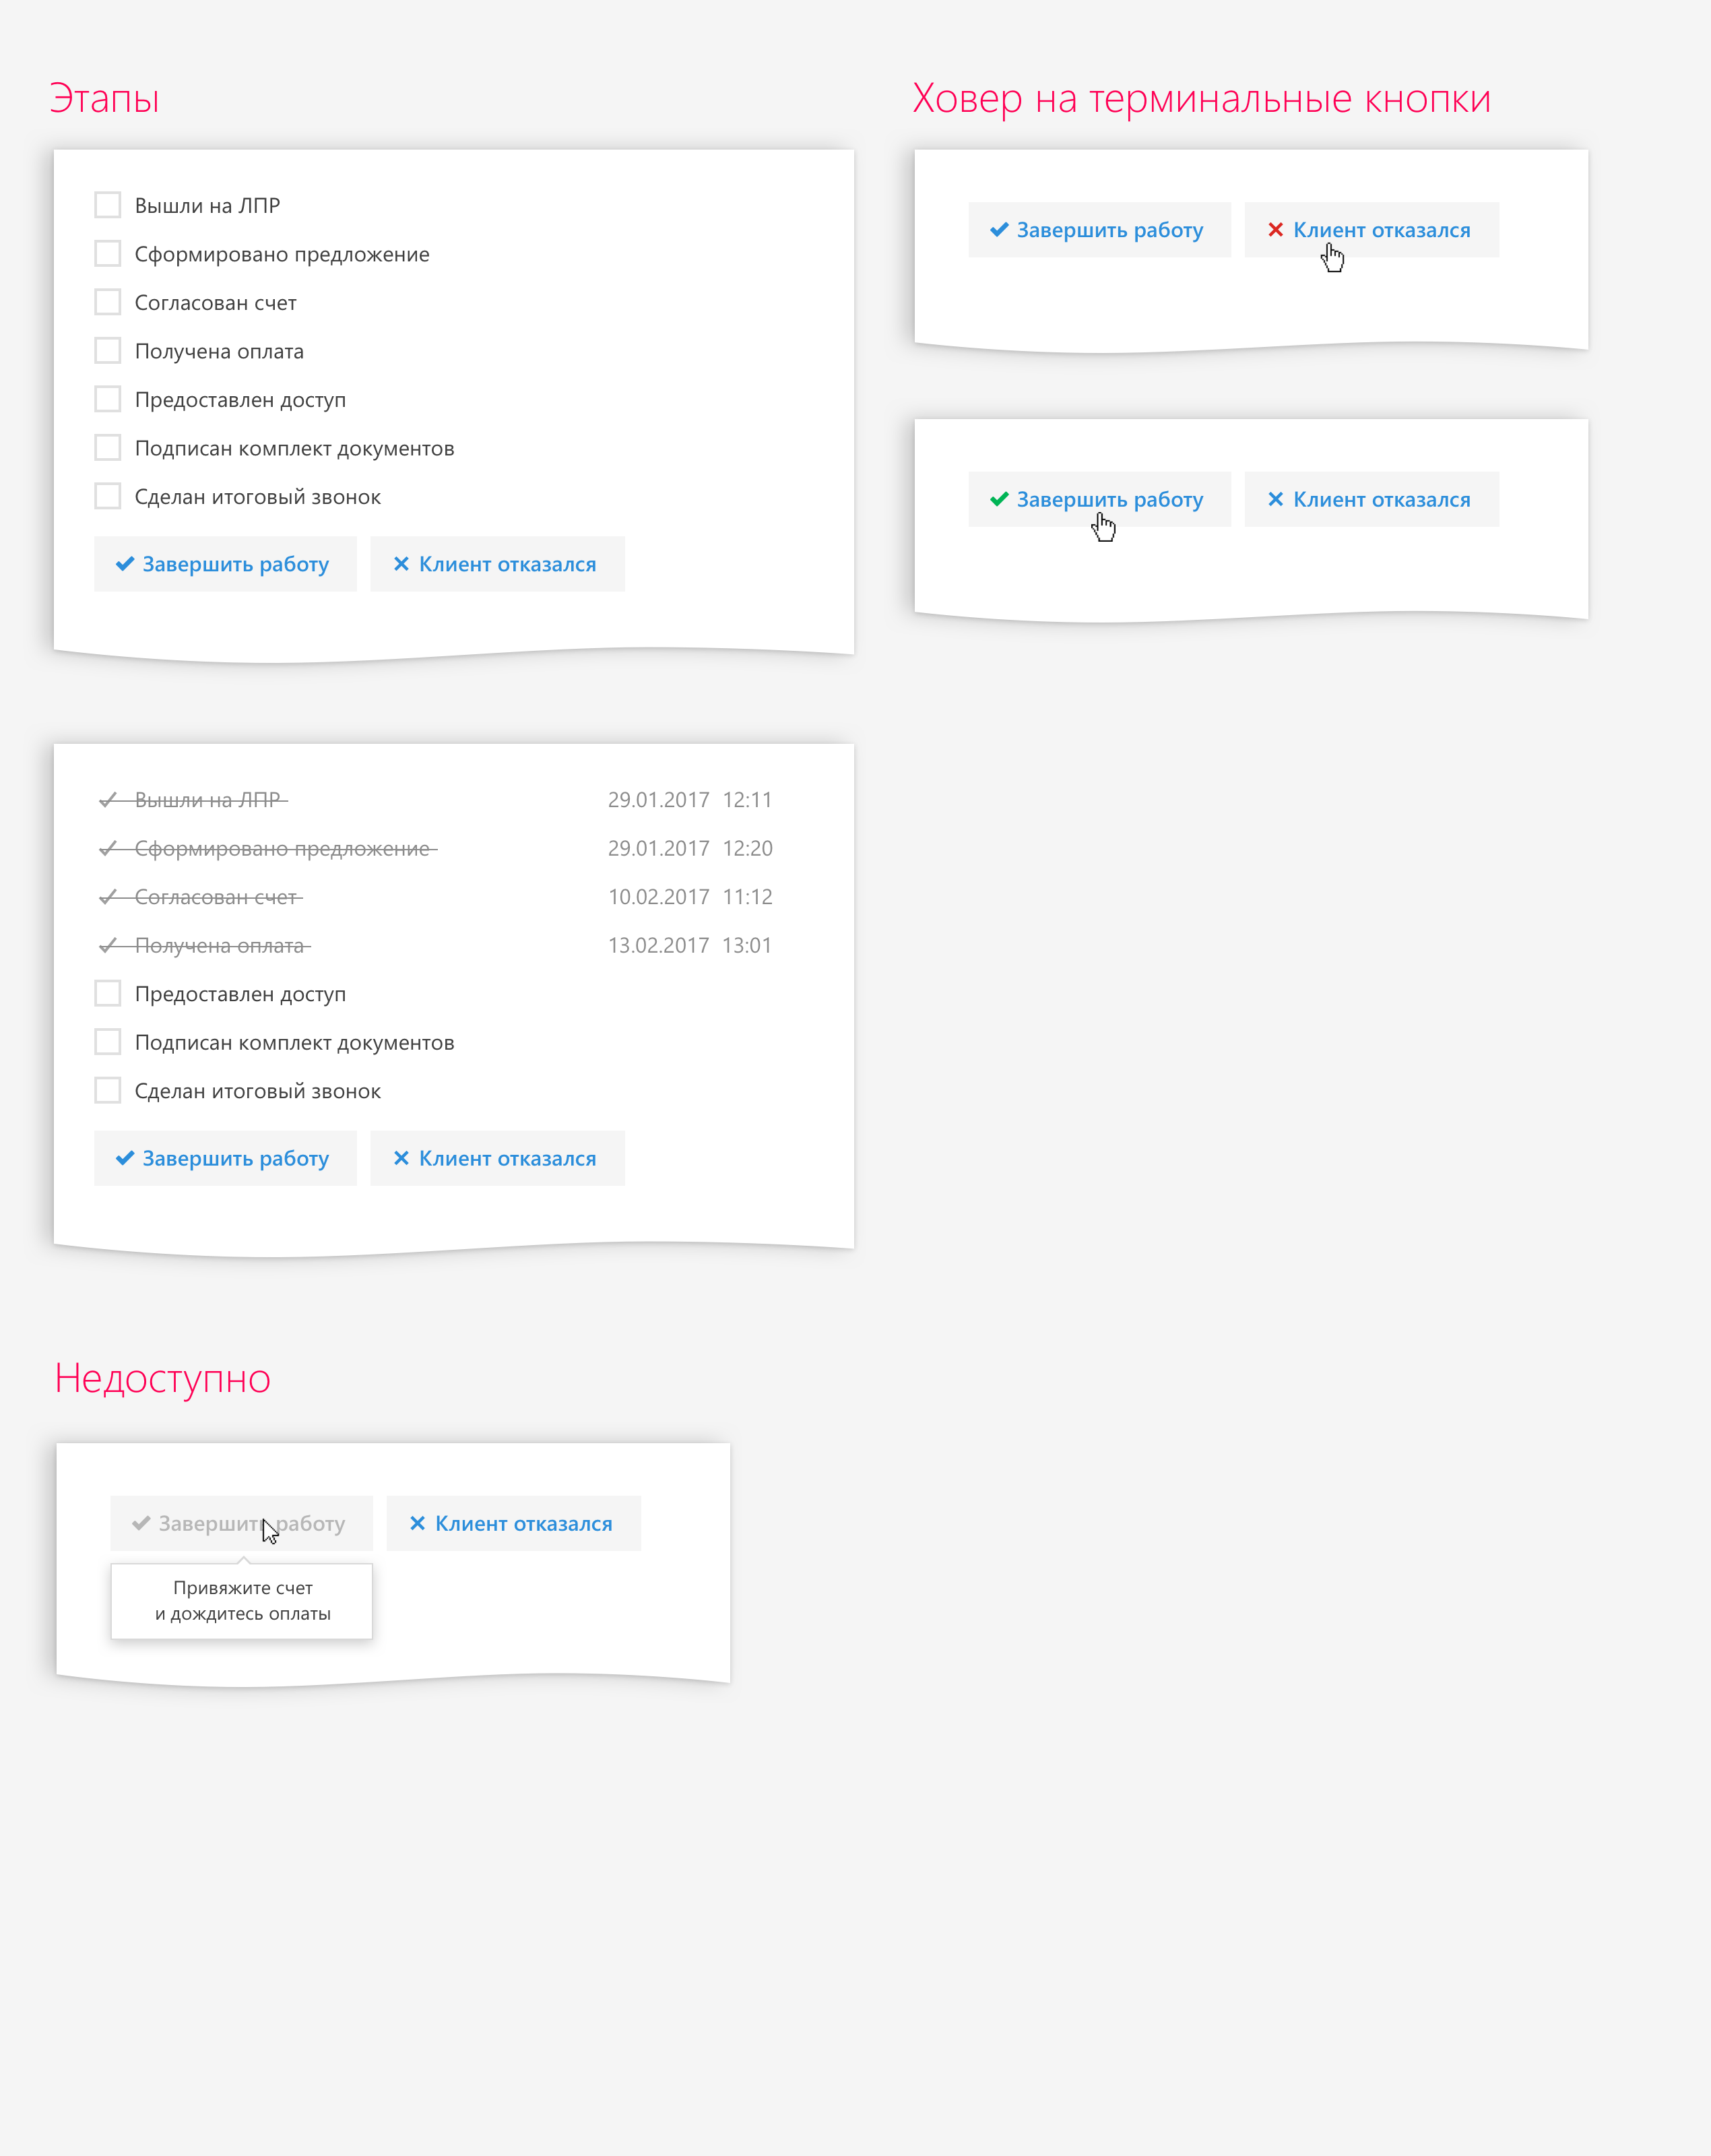 Этапы
Вышли на ЛПР
Сформировано предложение
Согласован счет
Получена оплата
Предоставлен доступ
Подписан комплект документов
Сделан итоговый звонок
Завершить работу Клиент отказался
Вышли на ЛПР 29.01.2017 12:11
Сформировано предложение 29.01.2017 12:20
Согласован счет 10.02.2017 11:12
Получена оплата 13.02.2017 13:01
Предоставлен доступ
Подписан комплект документов
Сделан итоговый звонок
Завершить работу Клиент отказался
Недоступно
Завершить работу Клиент отказался
Привяжите счет
и дождитесь оплаты
Ховер на терминальные кнопки
Завершить работу Клиент отказался
Завершить работу Клиент отказался